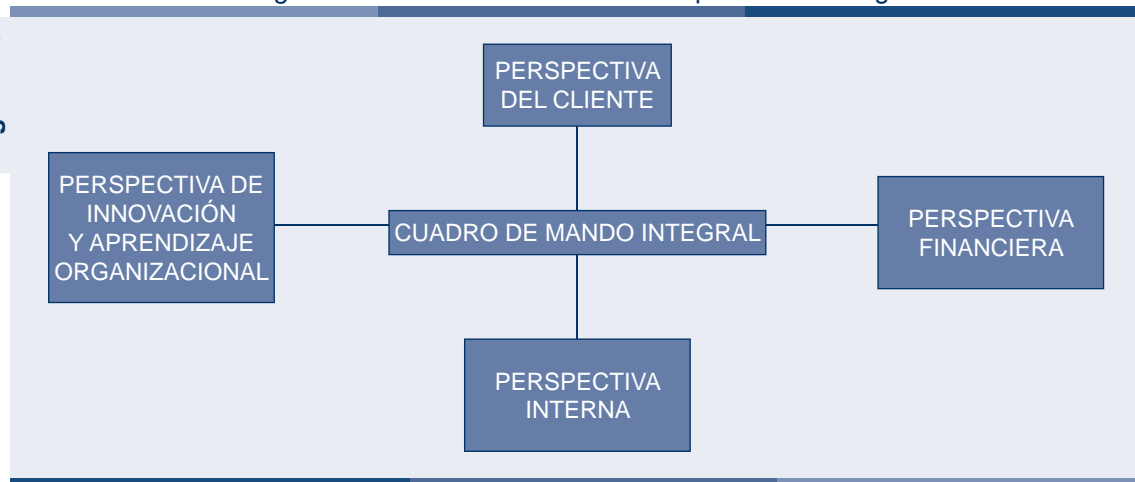 PERSPECTIVA
DEL CLIENTE
PERSPECTIVA DE
INNOVACIÓN
Y APRENDIZAJE
ORGANIZACIONAL
CUADRO DE MANDO INTEGRAL
PERSPECTIVA
FINANCIERA
PERSPECTIVA
INTERNA